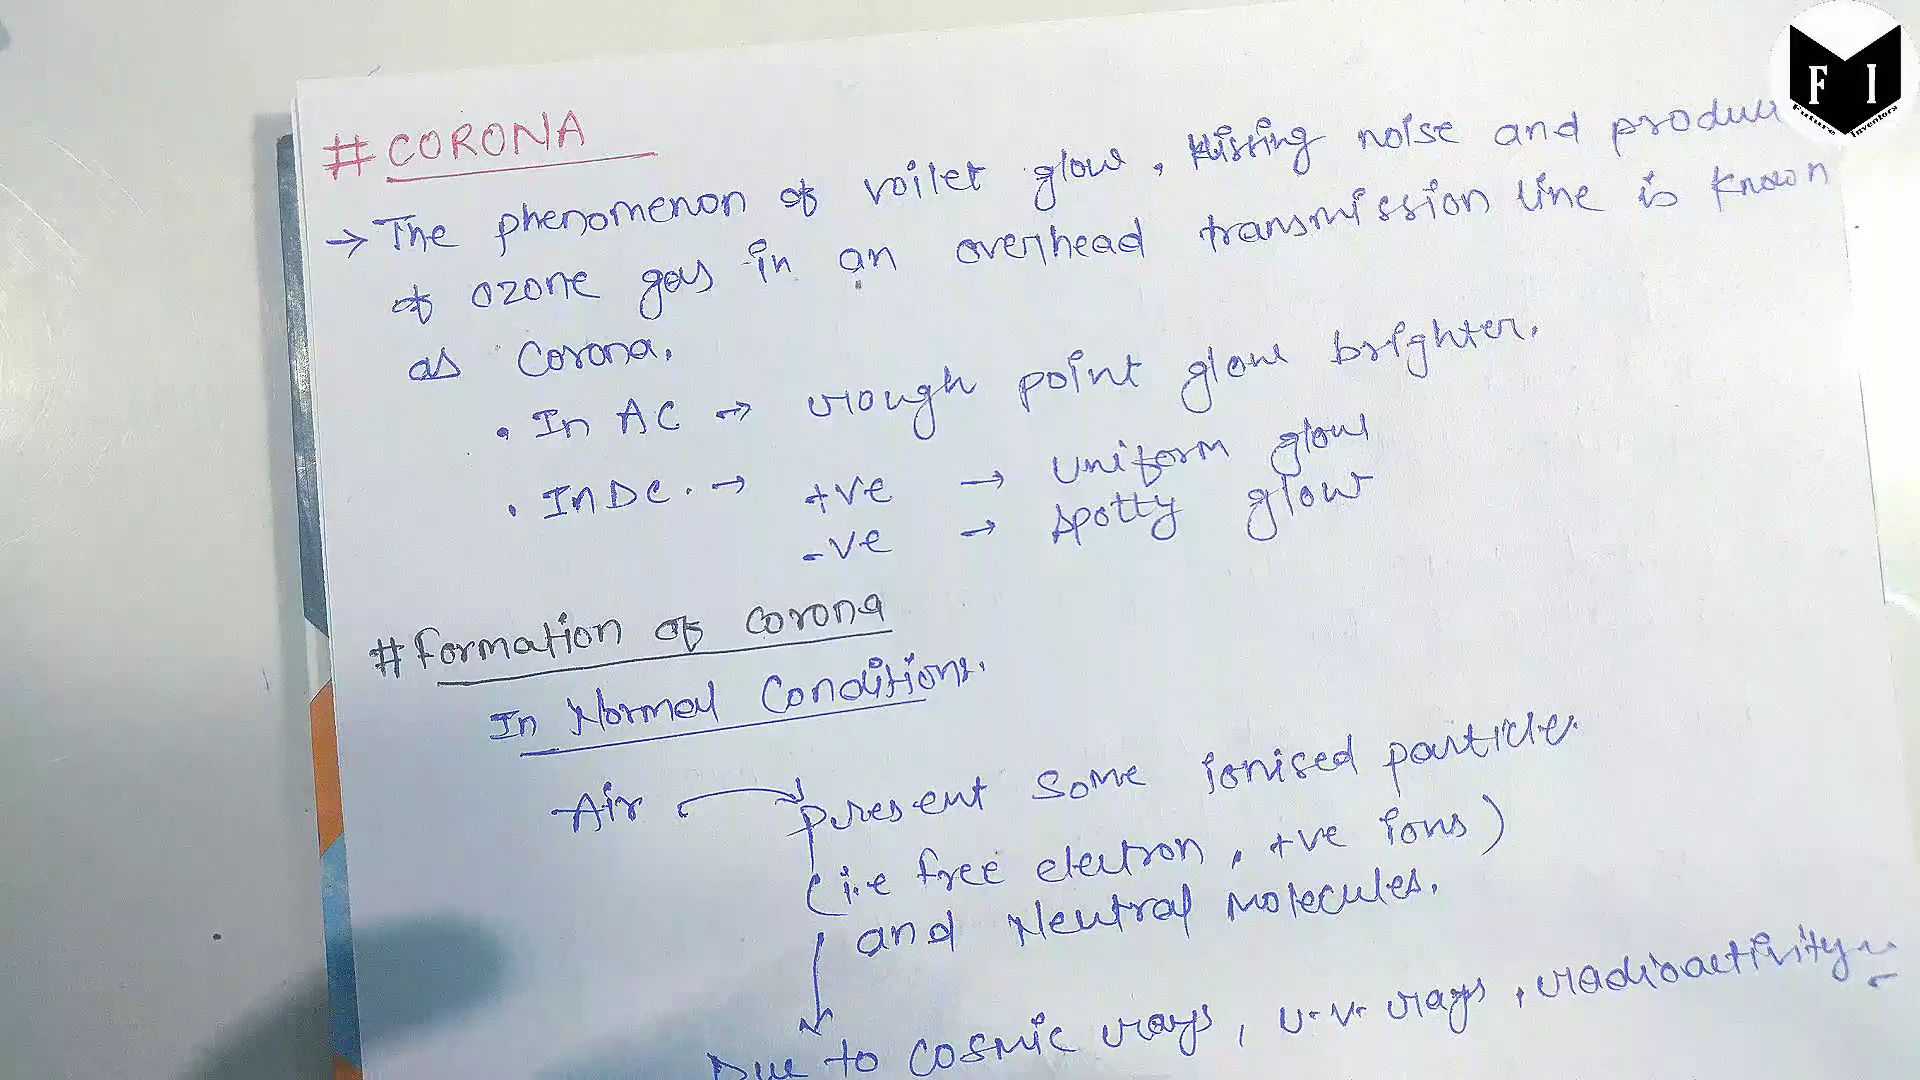 #CORONA
→ The phenomenon of voilet glow, Hissing noise and
of ozone gas in an overhead transmission line is known
as Corona.
• In AC → rough point glow brighter.
• In DC. → +ve → uniform glow
-ve → spotty glow
#Formation of corona
In Normal Conditions.
Air → present some ionised particle.
(i.e free electron, +ve ions)
and Neutral Molecules.
Due to cosmic rays, U.V. rays, radioactivity
F I
Future Inventors